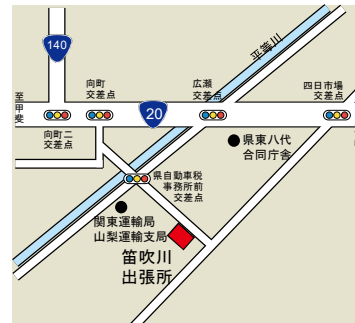 140
平等川
向町
交差点
広瀬
交差点
四日市場
交差点
至
甲
斐
20
向町二
交差点
県東八代
合同庁舎
県自動車税
事務所前
交差点
関東運輸局
山梨運輸支局
笛吹川
出張所